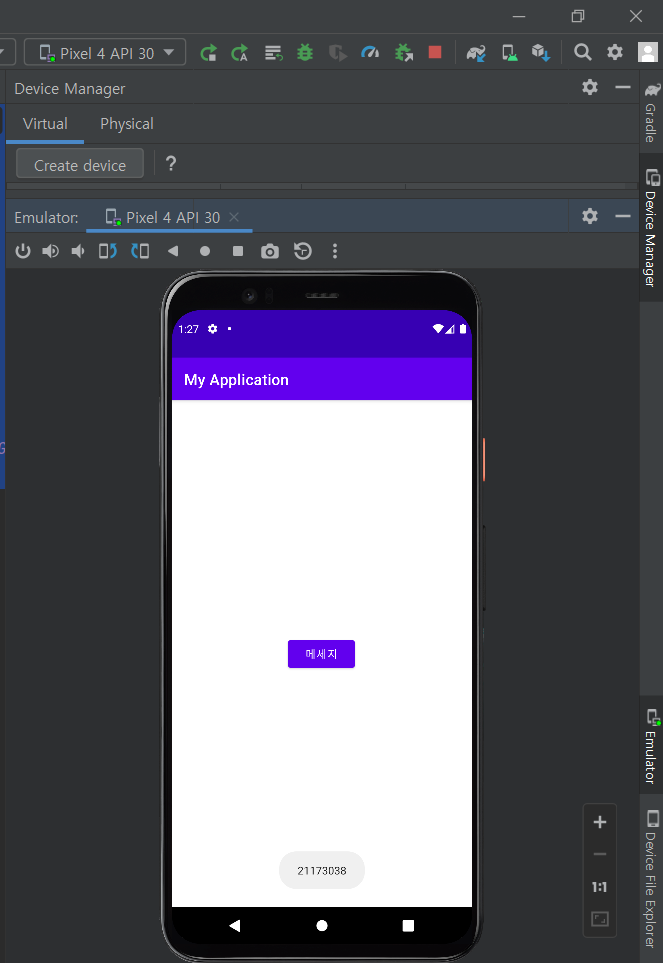 Pixel 4 API 30
Device Manager
Virtual
Physical
Create device
?
Emulator:
Pixel 4 API 30
1:27
My Application
메세지
21173038
1:1
Gradle
Device Manager
Emulator
Device File Explorer